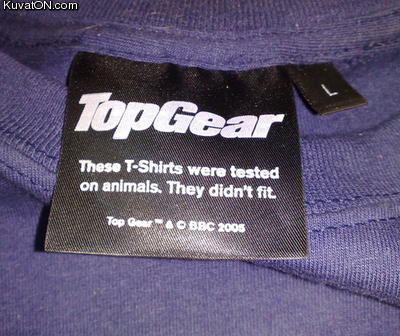 KuvatON.com
TopGear
L
These T-Shirts were tested
on animals. They didn't fit.
Top Gear ™ & © BBC 2005